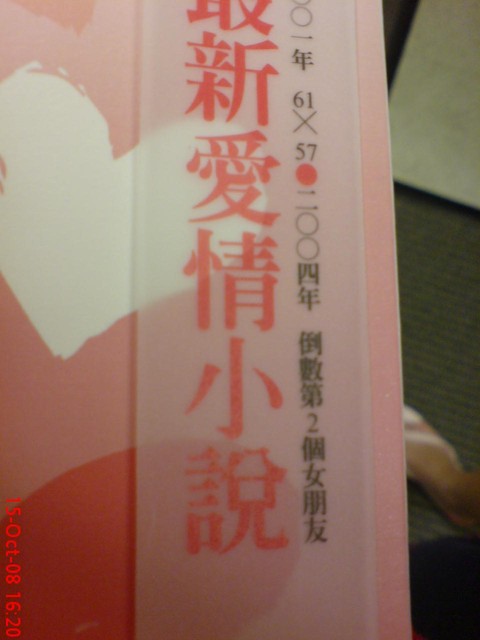 〇〇一年 61×57●二〇〇四年 倒數第2個女朋友
最新愛情小說
15-Oct-08 16:20